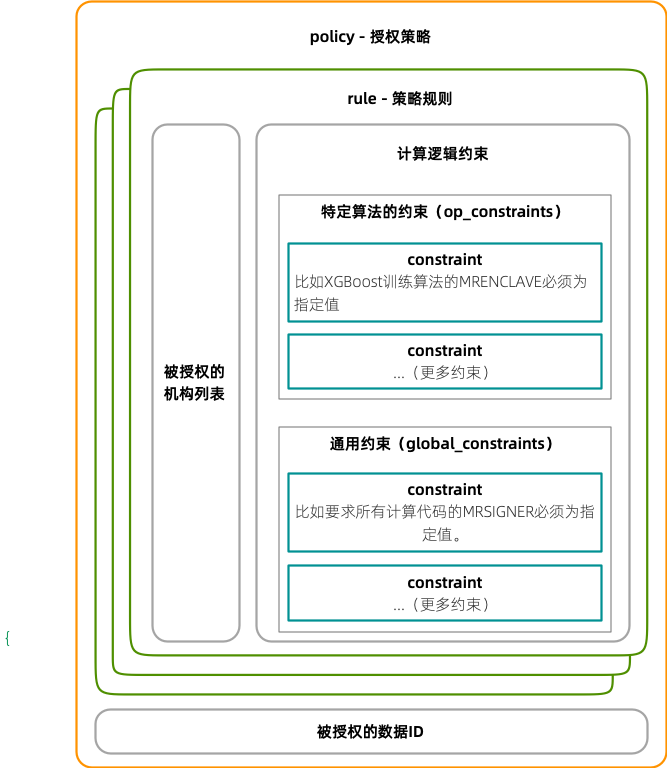 policy - 授权策略
rule - 策略规则
计算逻辑约束
特定算法的约束（op_constraints）
constraint
比如XGBoost训练算法的MRENCLAVE必须为
指定值
constraint
...（更多约束）
被授权的
机构列表
通用约束（global_constraints）
constraint
比如要求所有计算代码的MRSIGNER必须为指
定值。
constraint
...（更多约束）
{
被授权的数据ID